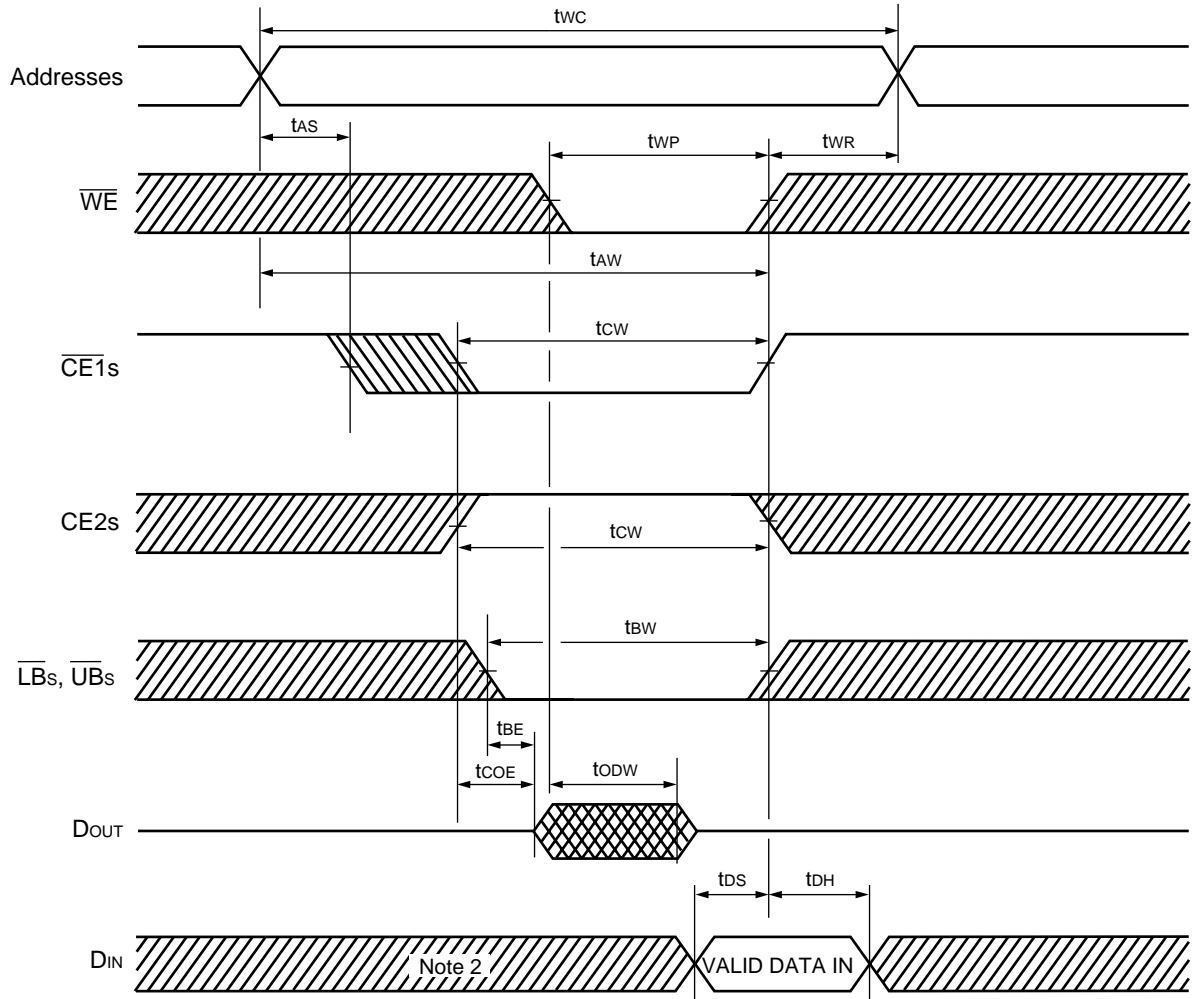 tWC
Addresses
tAS
tWP
tWR
WE
tAW
tCW
CE1s
CE2s
tCW
tBW
LBS, UBS
tBE
tCOE
tODW
DOUT
tDS
tDH
DIN
Note 2
VALID DATA IN